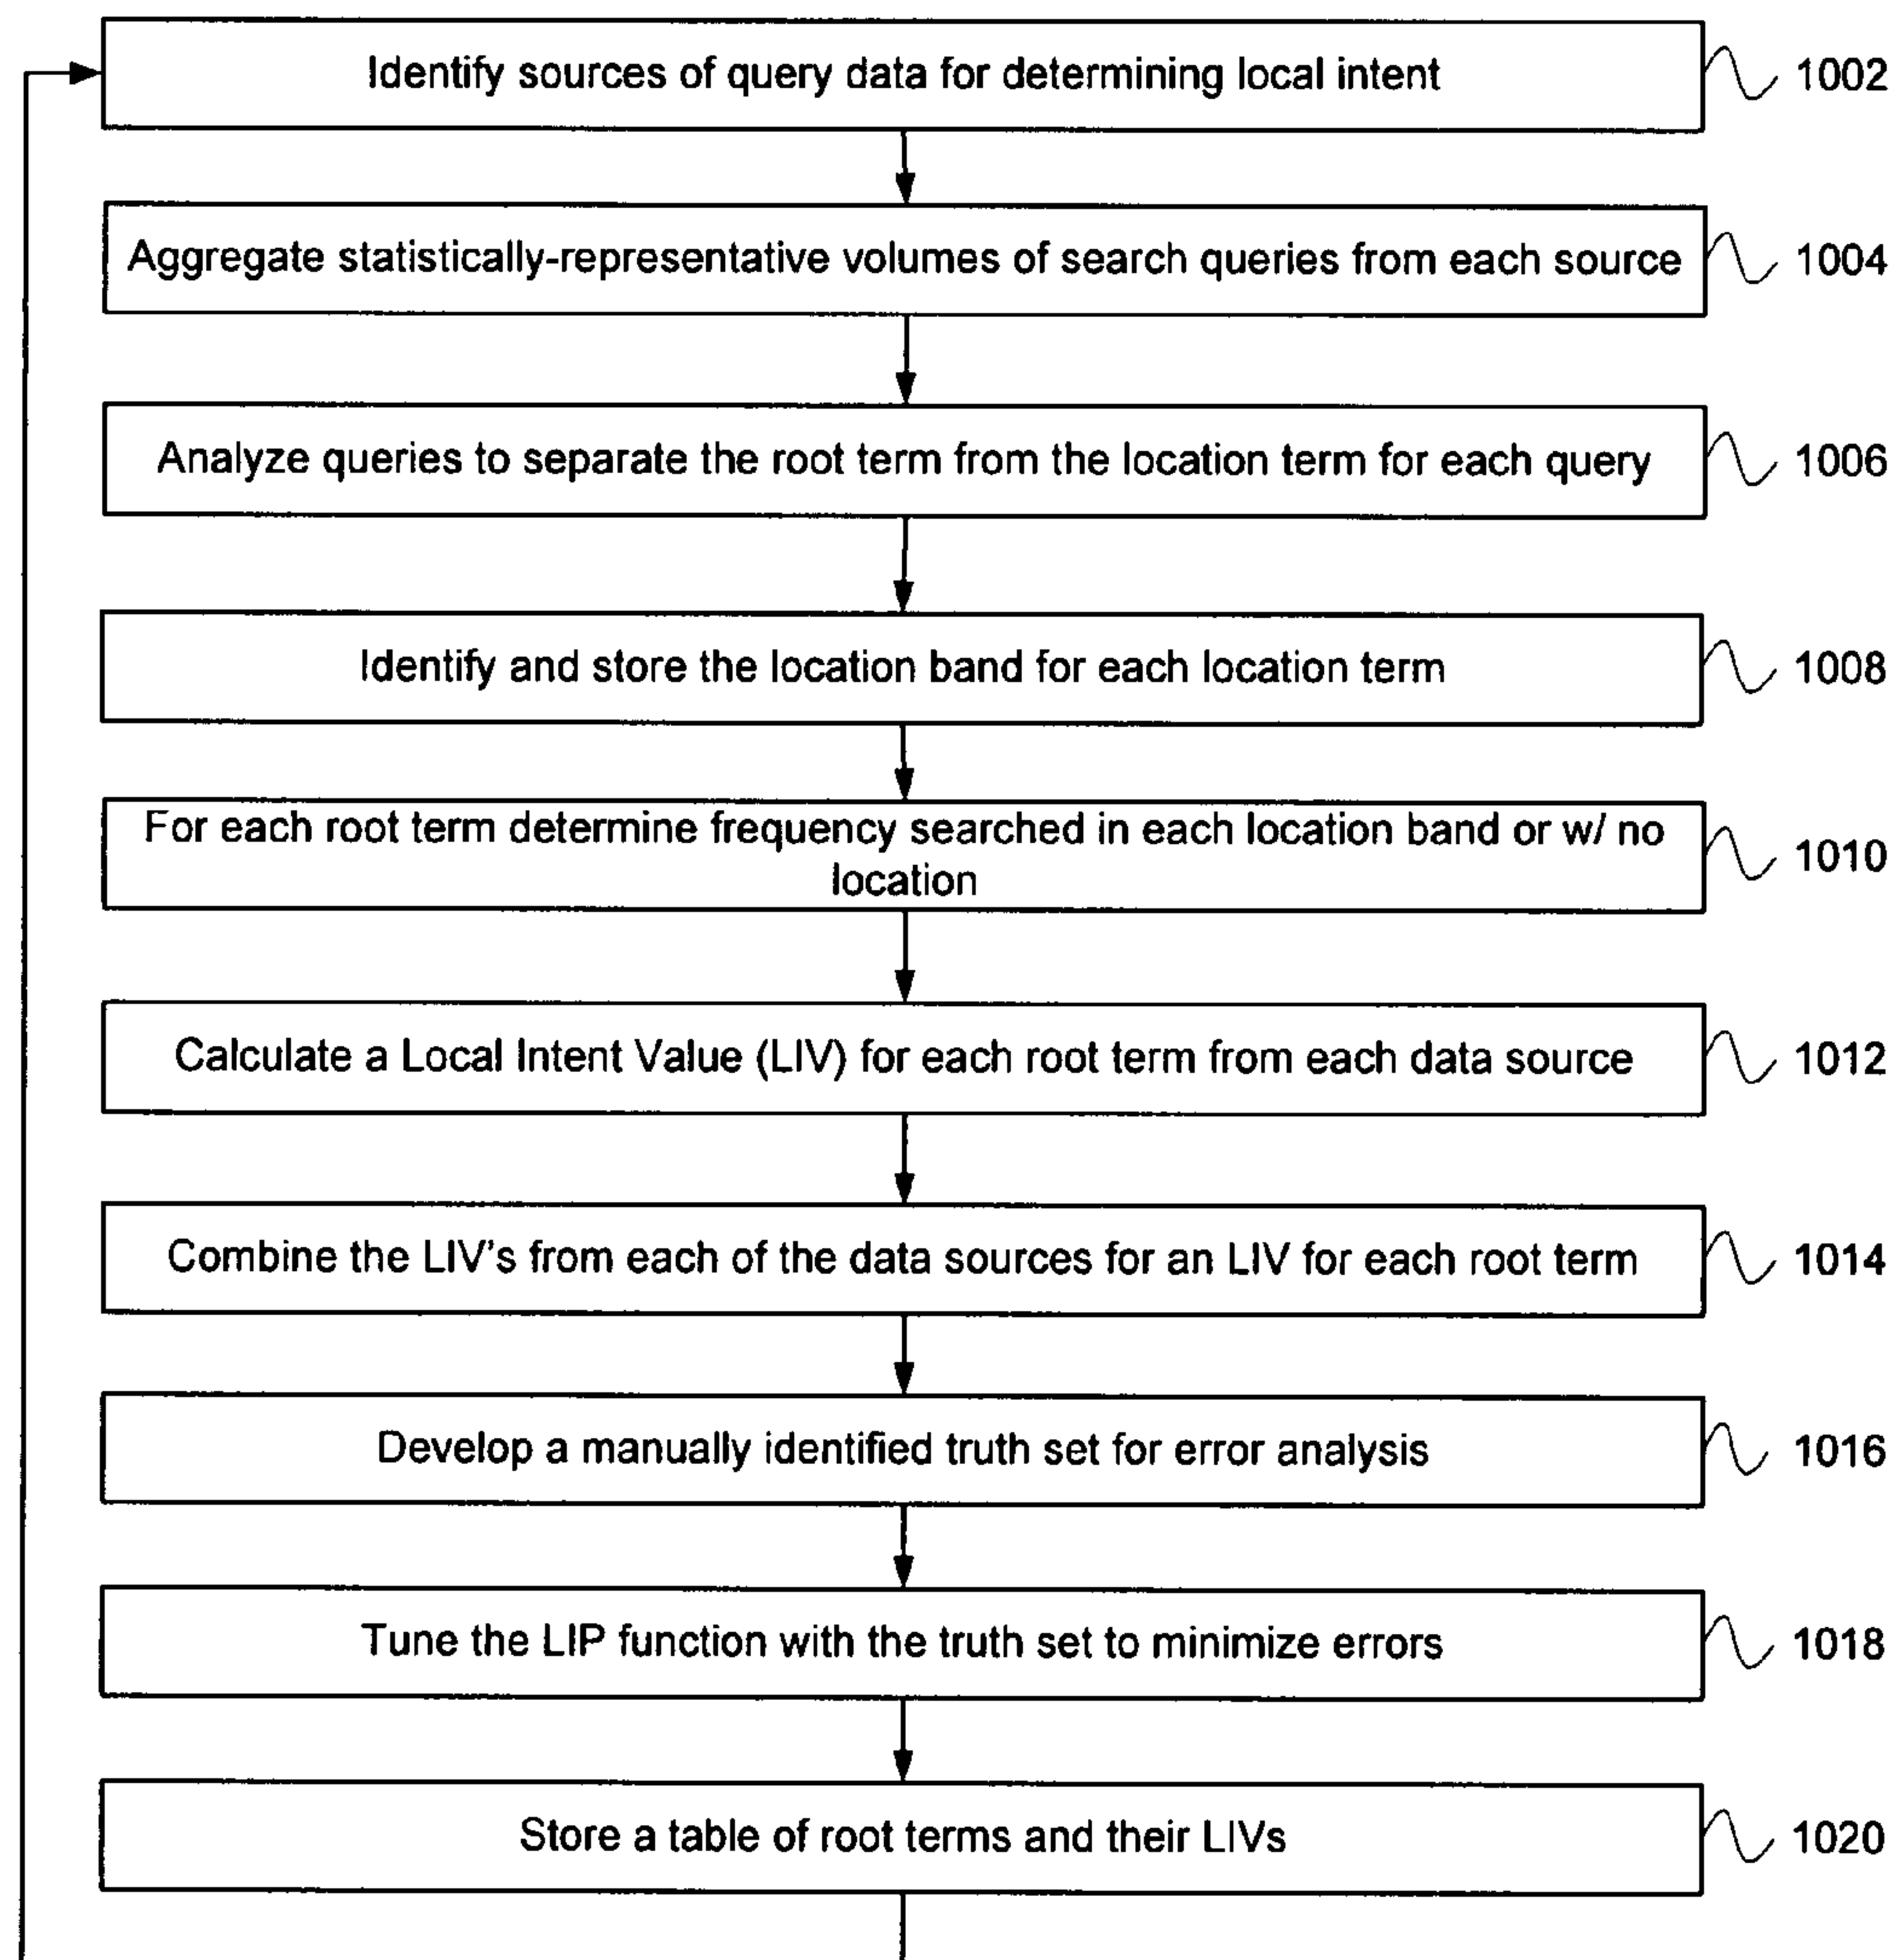 Identify sources of query data for determining local intent
1002
Aggregate statistically-representative volumes of search queries from each source
1004
Analyze queries to separate the root term from the location term for each query
1006
Identify and store the location band for each location term
1008
For each root term determine frequency searched in each location band or w/ no
location
1010
Calculate a Local Intent Value (LIV) for each root term from each data source
1012
Combine the LIV's from each of the data sources for an LIV for each root term
1014
Develop a manually identified truth set for error analysis
1016
Tune the LIP function with the truth set to minimize errors
1018
Store a table of root terms and their LIVs
1020